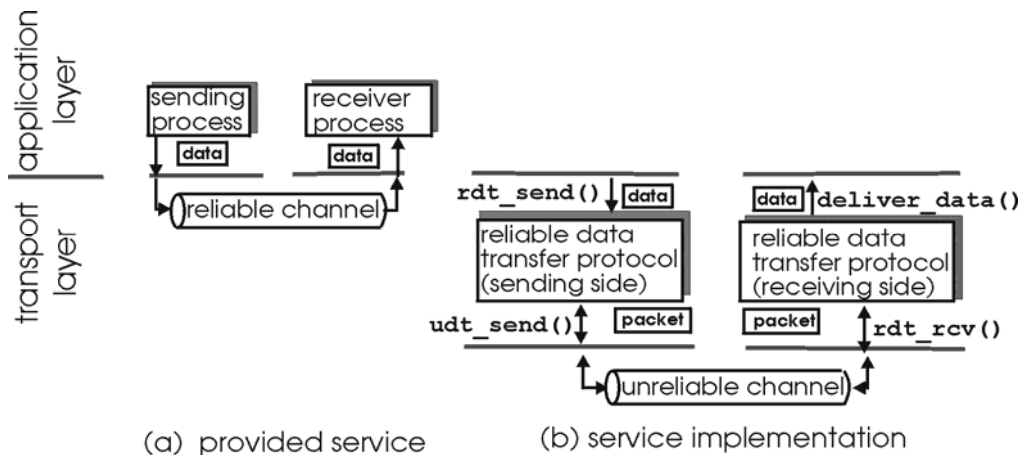 application
layer
transport
layer
sending
process
receiver
process
data
data
reliable channel
(a) provided service
rdt_send()
data
data
deliver_data()
reliable data
transfer protocol
(sending side)
reliable data
transfer protocol
(receiving side)
udt_send()
packet
packet
rdt_rcv()
unreliable channel
(b) service implementation